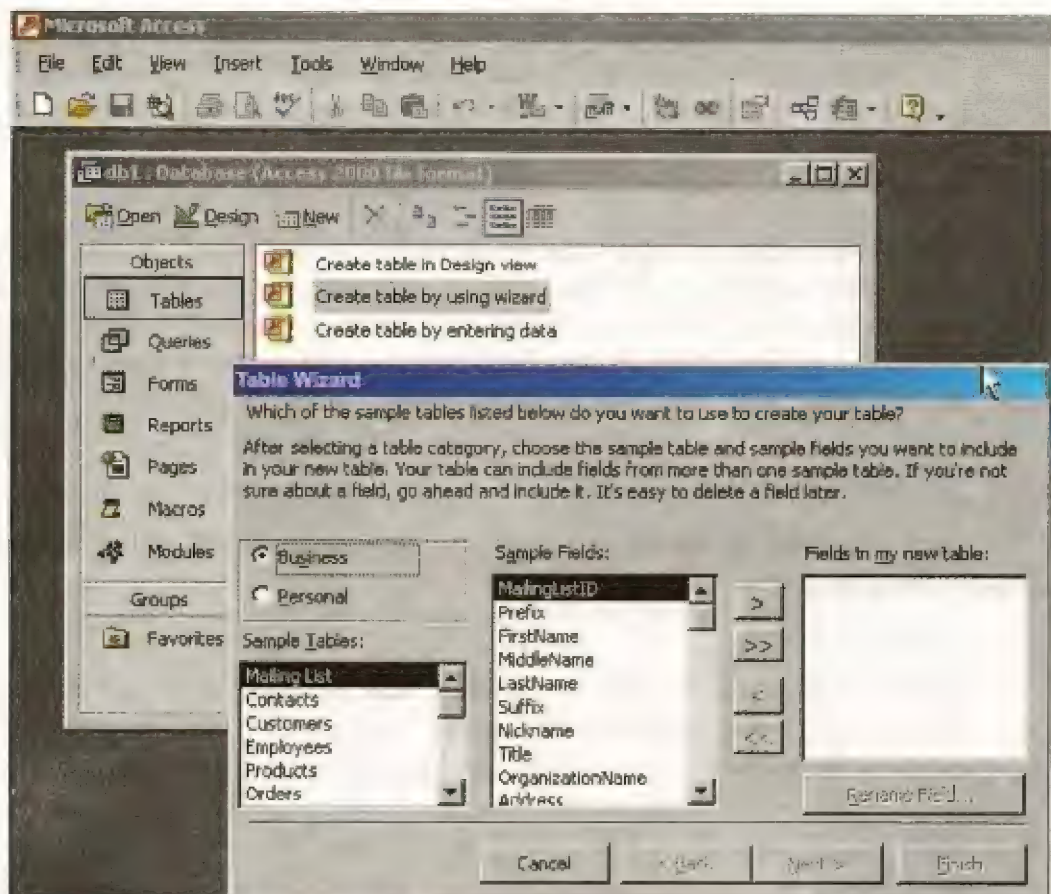 Microsoft Access
File Edit View Insert Tools Window Help
db1 : Database (Access 2000 file format)
Open Design New
Objects
Tables
Queries
Forms
Reports
Pages
Macros
Modules
Groups
Favorites
Create table in Design view
Create table by using wizard
Create table by entering data
Table Wizard
Which of the sample tables listed below do you want to use to create your table?
After selecting a table category, choose the sample table and sample fields you want to include
in your new table. Your table can include fields from more than one sample table. If you're not
sure about a field, go ahead and include it. It's easy to delete a field later.
Business
Personal
Sample Tables:
Mailing List
Contacts
Customers
Employees
Products
Orders
Sample Fields:
MailingListID
Prefix
FirstName
MiddleName
LastName
Suffix
Nickname
Title
OrganizationName
Address
>
>>
<
<<
Fields in my new table:
Rename Field...
Cancel
< Back
Next >
Finish